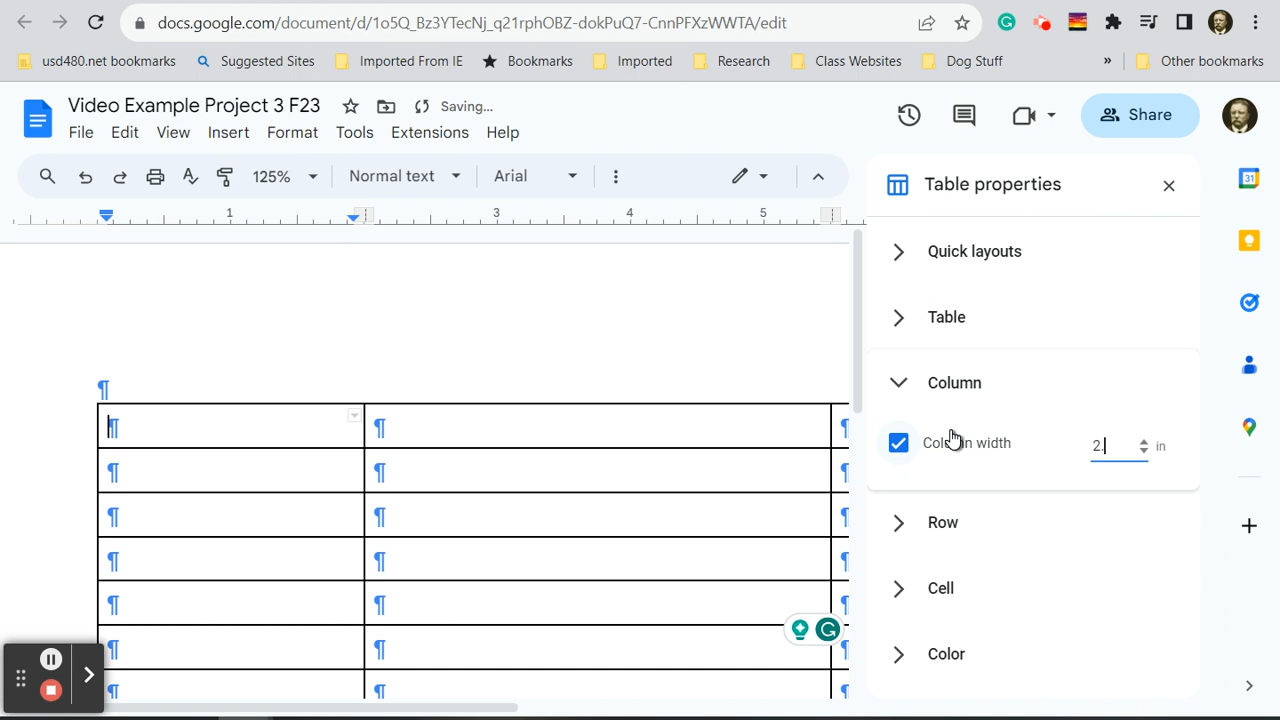 docs.google.com/document/d/1o5Q_Bz3YTecNj_q21rphOBZ-dokPuQ7-CnnPFXzWWTA/edit
usd480.net bookmarks Suggested Sites Imported From IE Bookmarks Imported Research Class Websites Dog Stuff » Other bookmarks
Video Example Project 3 F23 Saving...
File Edit View Insert Format Tools Extensions Help
Share
125% Normal text Arial
1 3 4 5
Table properties
Quick layouts
Table
Column
Column width 2. in
Row
Cell
Color
¶
¶ ¶ ¶
¶ ¶ ¶
¶ ¶ ¶
¶ ¶ ¶
¶ ¶ ¶
¶ ¶ ¶
¶ ¶ ¶
31